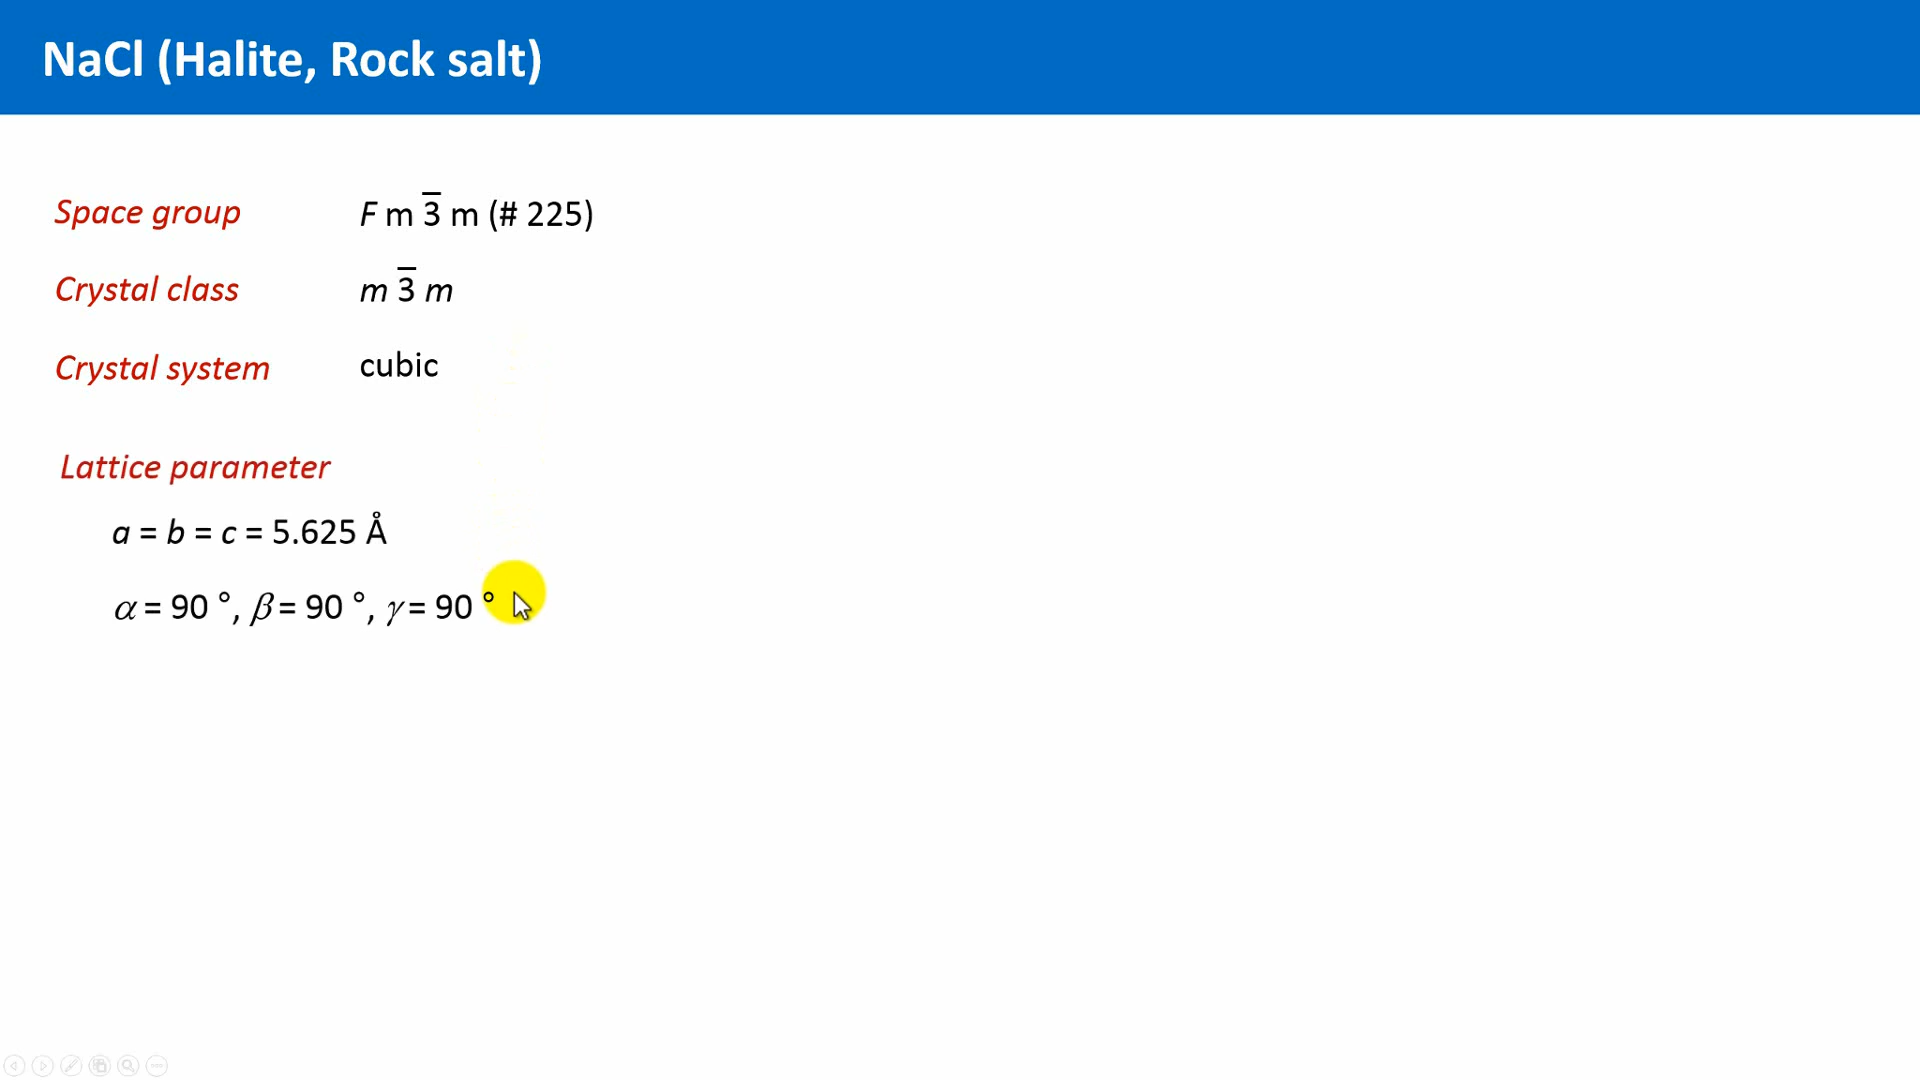 NaCl (Halite, Rock salt)
Space group F m 3̅ m (# 225)
Crystal class m 3̅ m
Crystal system cubic
Lattice parameter
a = b = c = 5.625 Å
α = 90 °, β = 90 °, γ = 90 °